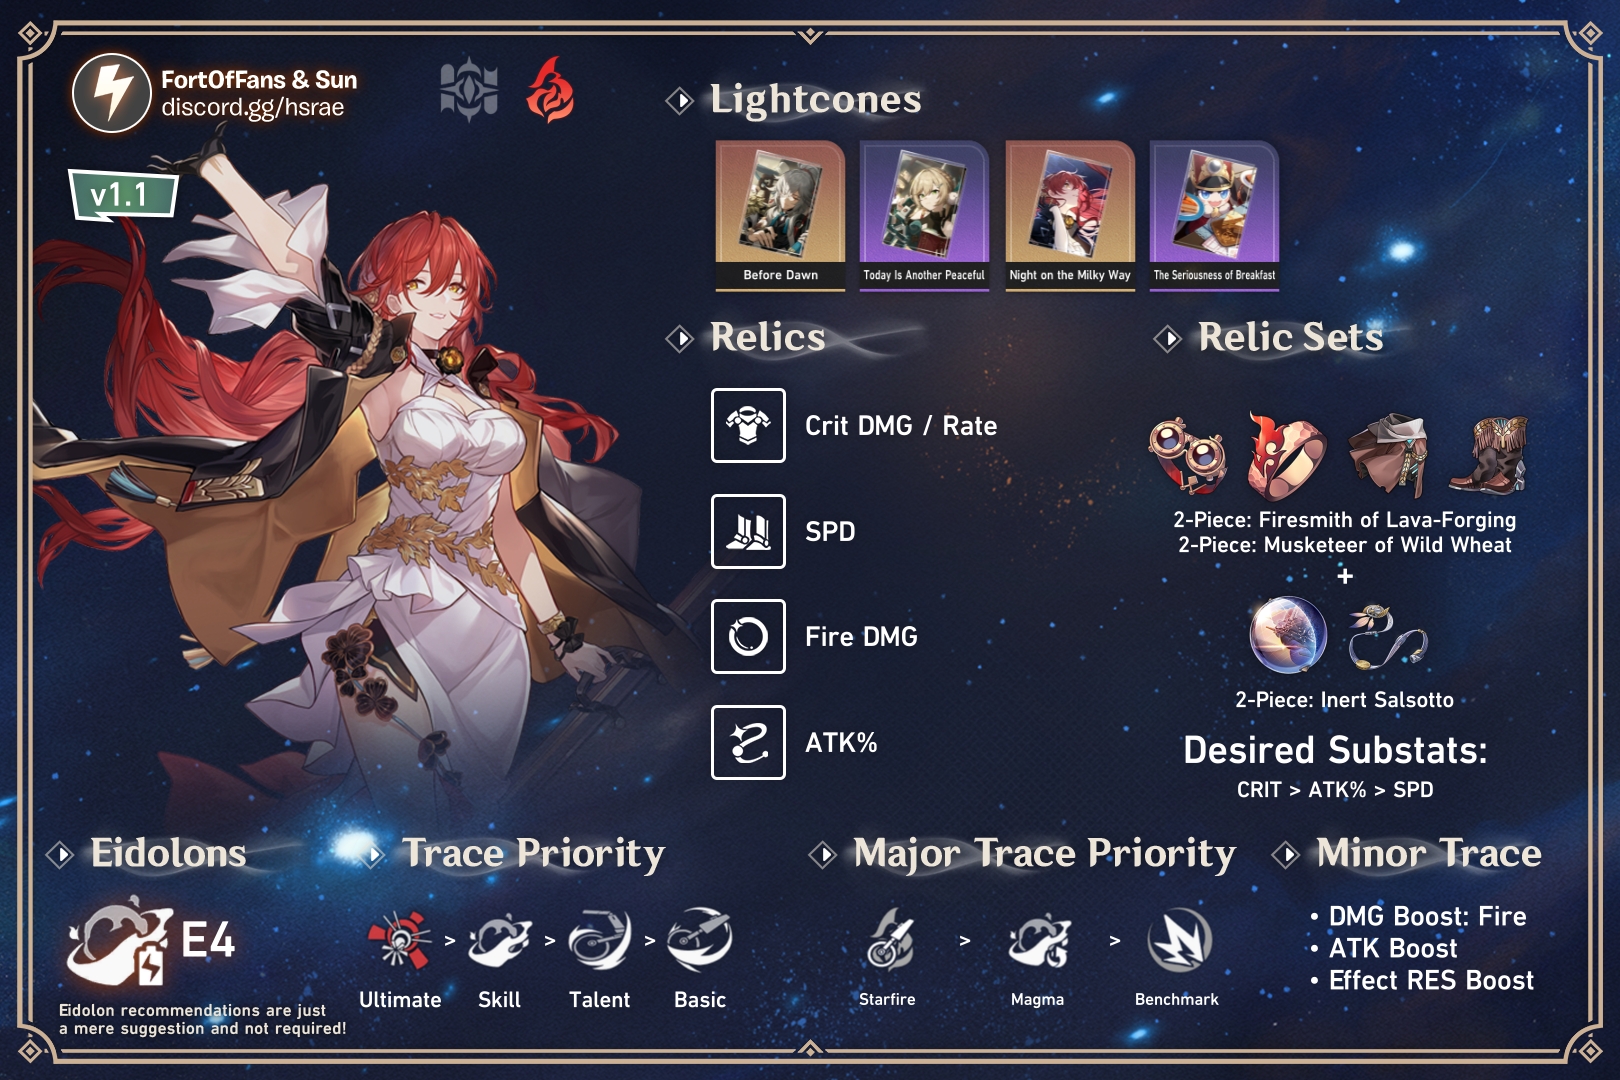 FortOfFans & Sun
discord.gg/hsrae
v1.1
Lightcones
Before Dawn
Today Is Another Peaceful
Night on the Milky Way
The Seriousness of Breakfast
Relics
Crit DMG / Rate
SPD
Fire DMG
ATK%
Relic Sets
2-Piece: Firesmith of Lava-Forging
2-Piece: Musketeer of Wild Wheat
+
2-Piece: Inert Salsotto
Desired Substats:
CRIT > ATK% > SPD
Eidolons
E4
Eidolon recommendations are just
a mere suggestion and not required!
Trace Priority
Ultimate > Skill > Talent > Basic
Major Trace Priority
Starfire > Magma > Benchmark
Minor Trace
• DMG Boost: Fire
• ATK Boost
• Effect RES Boost